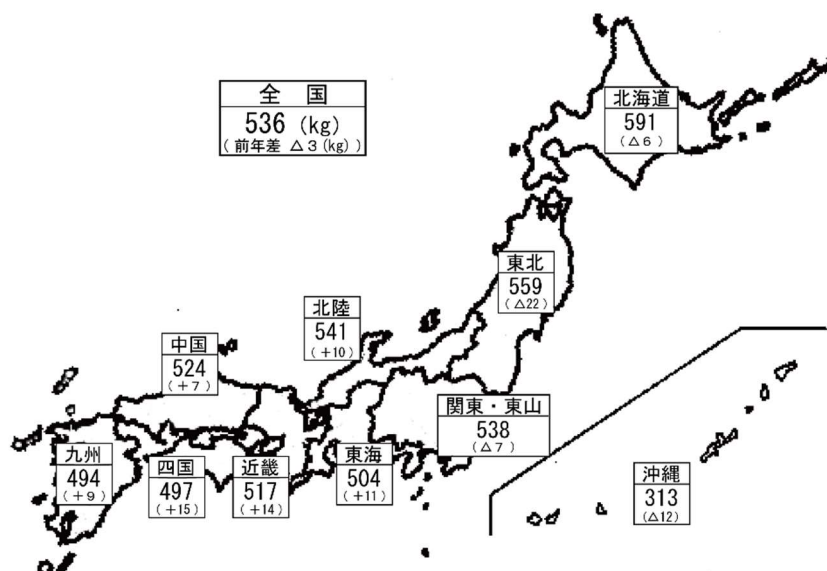 全国
536 (kg)
(前年差 △3(kg))
北海道
591
(△6)
東北
559
(△22)
北陸
541
(+10)
中国
524
(+7)
関東・東山
538
(△7)
九州
494
(+9)
四国
497
(+15)
近畿
517
(+14)
東海
504
(+11)
沖縄
313
(△12)